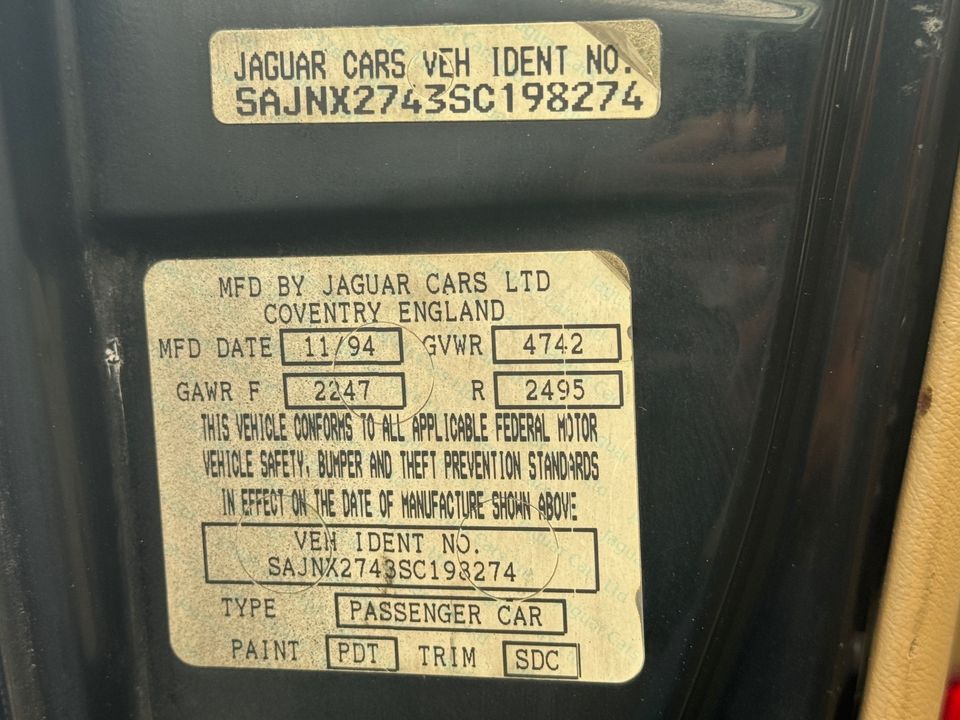 JAGUAR CARS VEH IDENT NO.
SAJNX2743SC198274
MFD BY JAGUAR CARS LTD
COVENTRY ENGLAND
MFD DATE 11/94 GVWR 4742
GAWR F 2247 R 2495
THIS VEHICLE CONFORMS TO ALL APPLICABLE FEDERAL MOTOR
VEHICLE SAFETY, BUMPER AND THEFT PREVENTION STANDARDS
IN EFFECT ON THE DATE OF MANUFACTURE SHOWN ABOVE
VEH IDENT NO.
SAJNX2743SC198274
TYPE PASSENGER CAR
PAINT PDT TRIM SDC